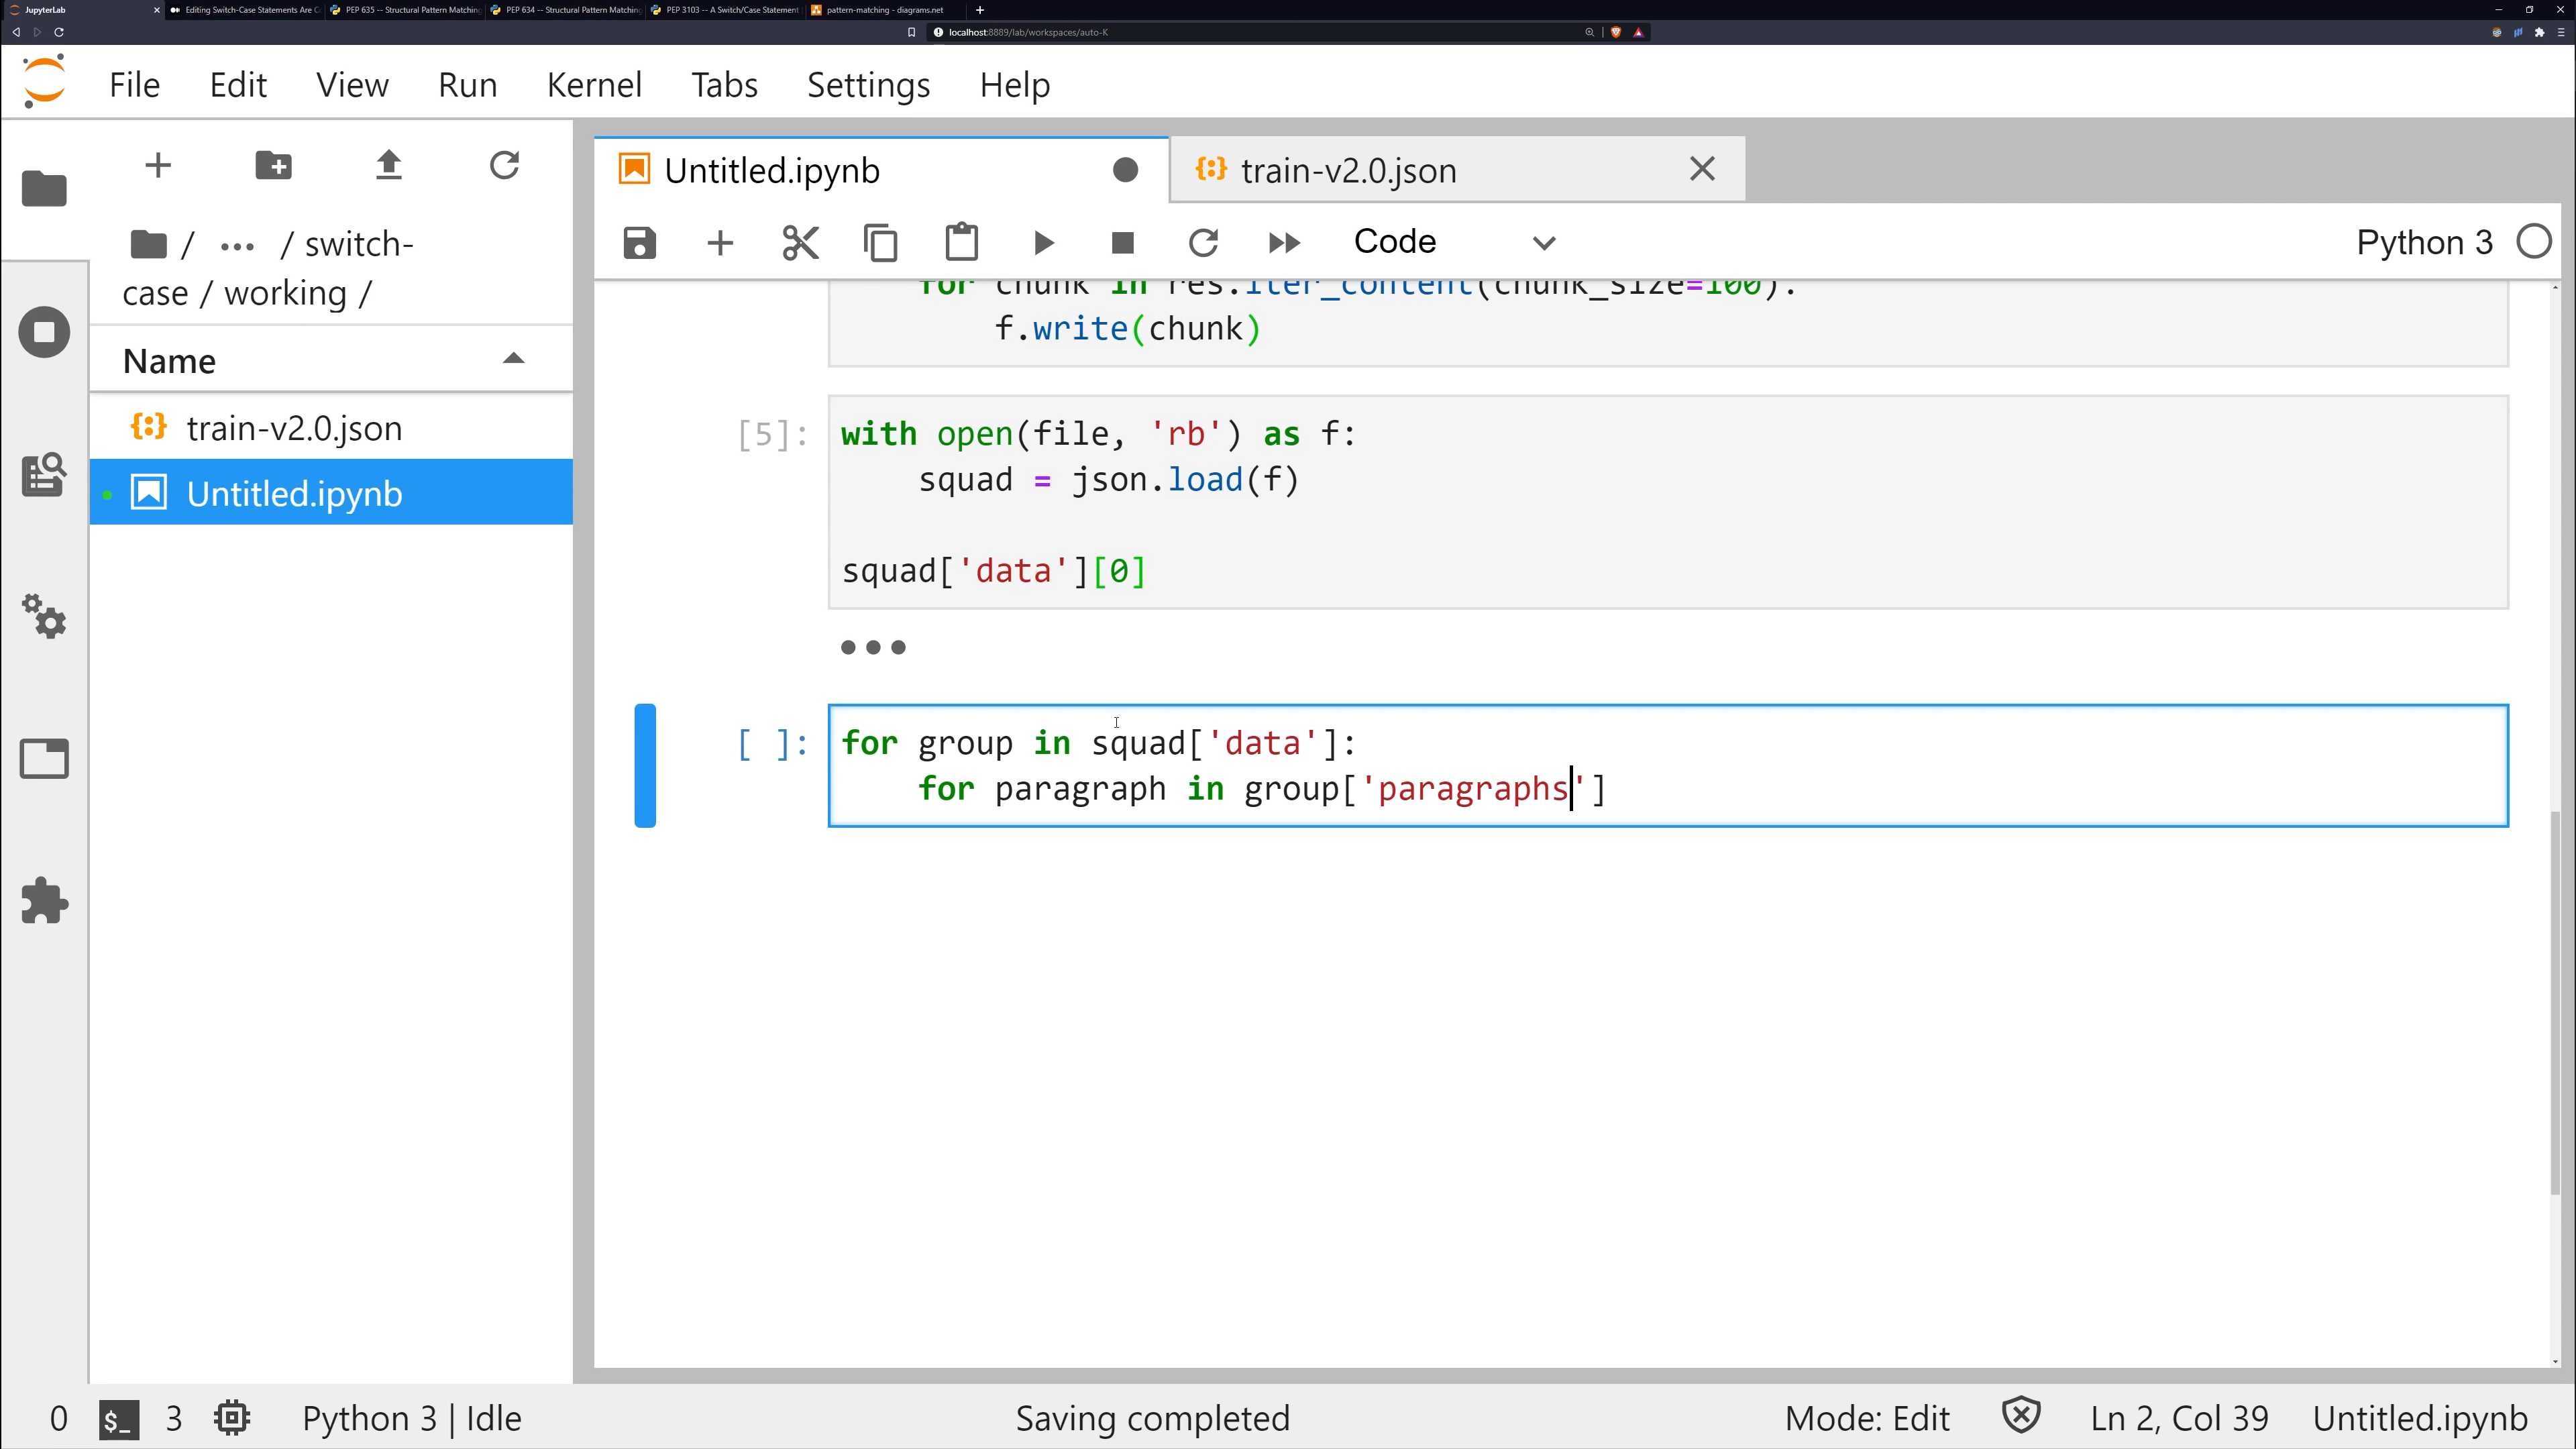 JupyterLab
Editing Switch-Case Statements Are C
PEP 635 -- Structural Pattern Matching
PEP 634 -- Structural Pattern Matching
PEP 3103 -- A Switch/Case Statement
pattern-matching - diagrams.net
localhost:8889/lab/workspaces/auto-K
File Edit View Run Kernel Tabs Settings Help
/ ··· / switch-
case / working /
Name
train-v2.0.json
Untitled.ipynb
Untitled.ipynb
train-v2.0.json
Code
Python 3
for chunk in res.iter_content(chunk_size=100):
f.write(chunk)
[5]:
with open(file, 'rb') as f:
squad = json.load(f)
squad['data'][0]
[ ]:
for group in squad['data']:
for paragraph in group['paragraphs']
0 $_ 3 Python 3 | Idle
Saving completed
Mode: Edit
Ln 2, Col 39
Untitled.ipynb